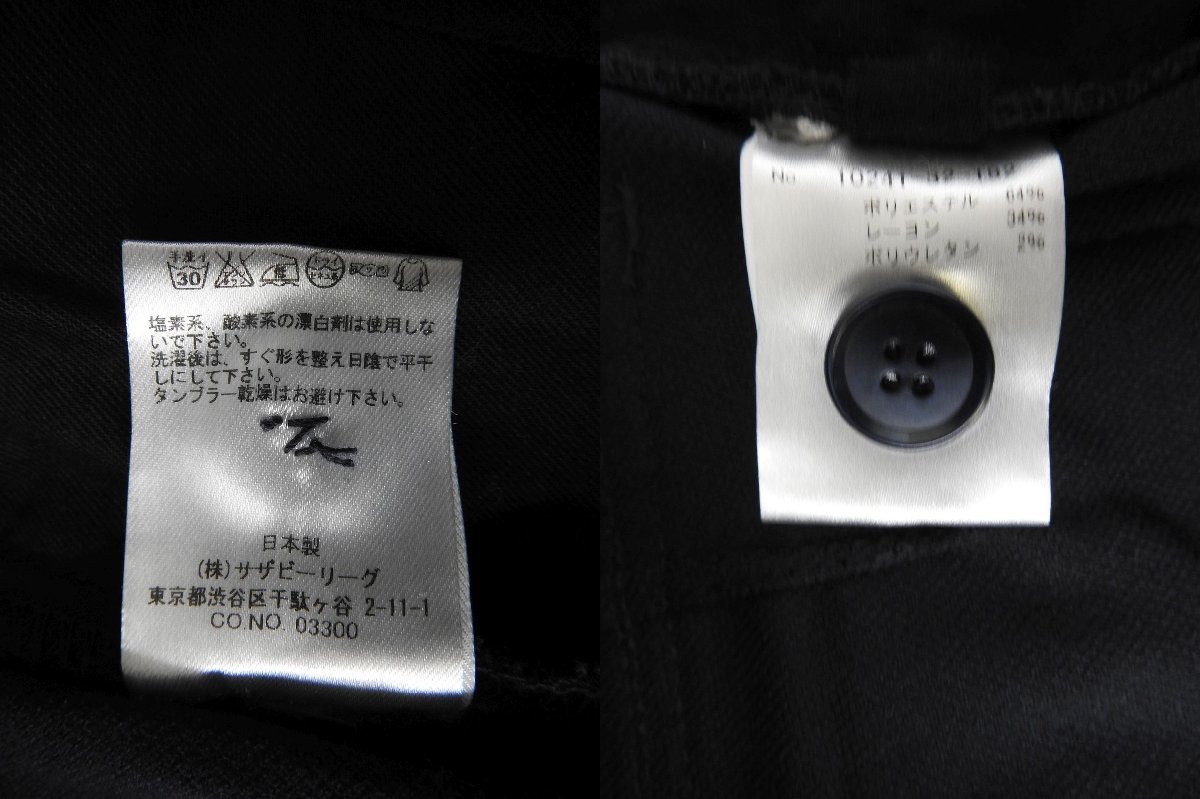 手洗イ
30
塩素系、酸素系の漂白剤は使用しな
いで下さい。
洗濯後は、すぐ形を整え日陰で平干
しにして下さい。
タンブラー乾燥はお避け下さい。
日本製
(株)サザビーリーグ
東京都渋谷区千駄ヶ谷 2-11-1
CO.NO. 03300
No 10241
ポリエステル 64%
レーヨン 34%
ポリウレタン 2%